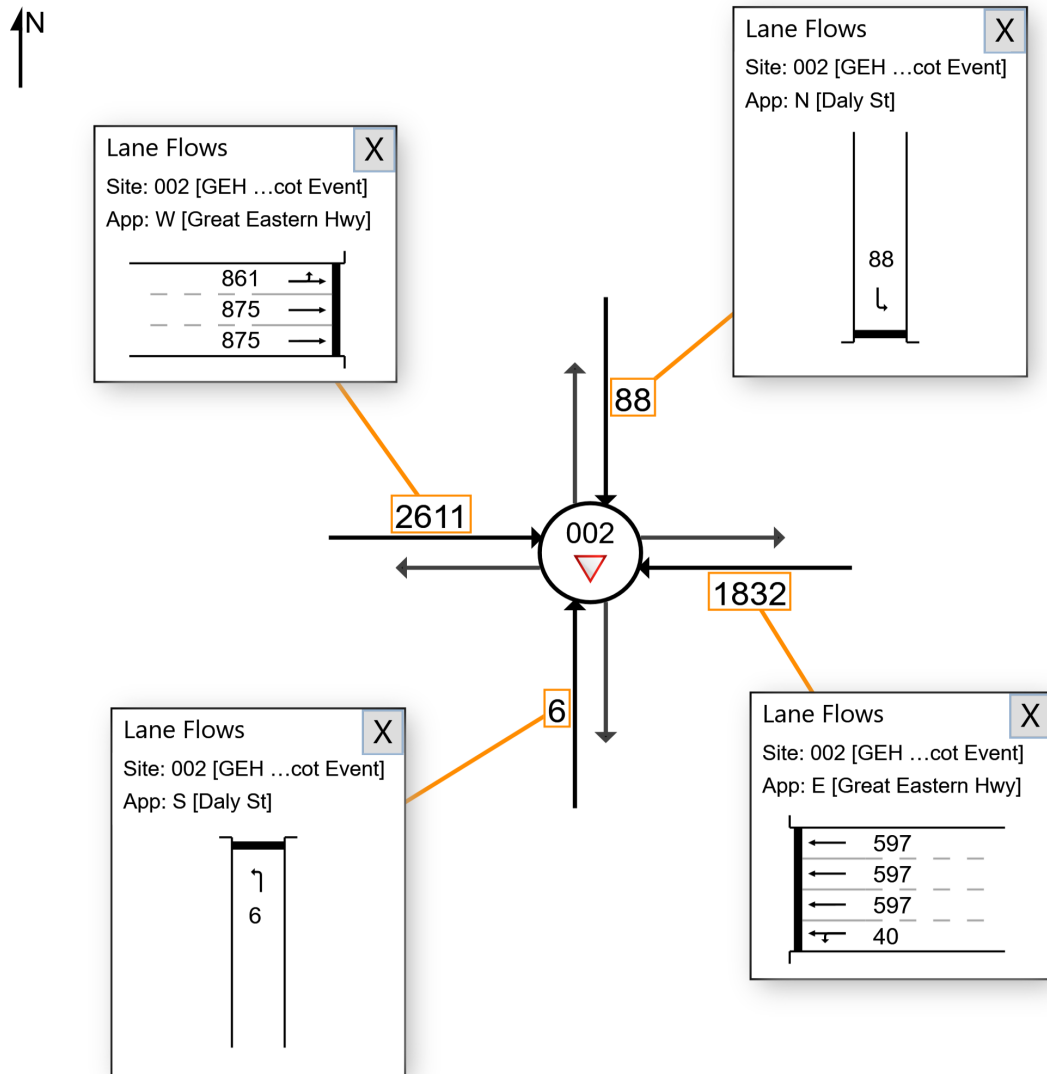 N
Lane Flows X
Site: 002 [GEH ...cot Event]
App: N [Daly St]
88
Lane Flows X
Site: 002 [GEH ...cot Event]
App: W [Great Eastern Hwy]
861
875
875
88
2611
002
1832
6
Lane Flows X
Site: 002 [GEH ...cot Event]
App: S [Daly St]
6
Lane Flows X
Site: 002 [GEH ...cot Event]
App: E [Great Eastern Hwy]
597
597
597
40